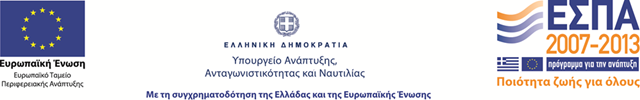 Ευρωπαϊκή Ένωση
Ευρωπαϊκό Ταμείο
Περιφερειακής Ανάπτυξης
ΕΛΛΗΝΙΚΗ ΔΗΜΟΚΡΑΤΙΑ
Υπουργείο Ανάπτυξης,
Ανταγωνιστικότητας και Ναυτιλίας
Με τη συγχρηματοδότηση της Ελλάδας και της Ευρωπαϊκής Ένωσης
ΕΣΠΑ
2007-2013
πρόγραμμα για την ανάπτυξη
Ποιότητα ζωής για όλους